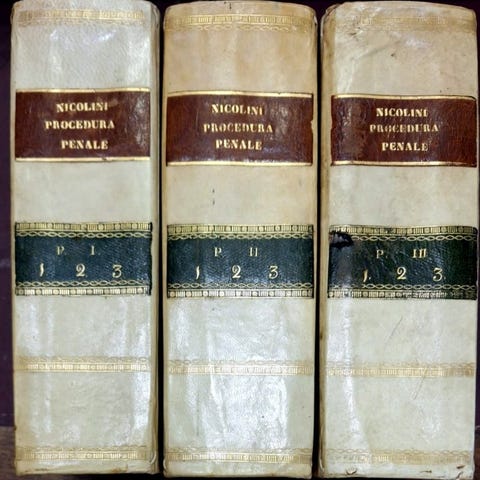 NICOLINI
PROCEDURA
PENALE
P. I.
1 2 3
NICOLINI
PROCEDURA
PENALE
P. II
1 2 3
NICOLINI
PROCEDURA
PENALE
P. III
1 2 3